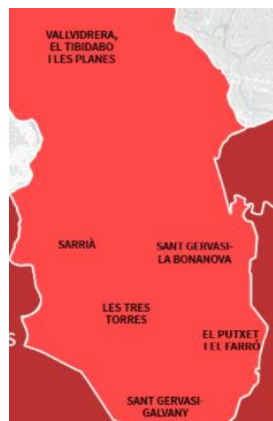 VALLVIDRERA,
EL TIBIDABO
I LES PLANES
SARRIÀ
SANT GERVASI-
LA BONANOVA
LES TRES
TORRES
EL PUTXET
I EL FARRÓ
S
SANT GERVASI-
GALVANY